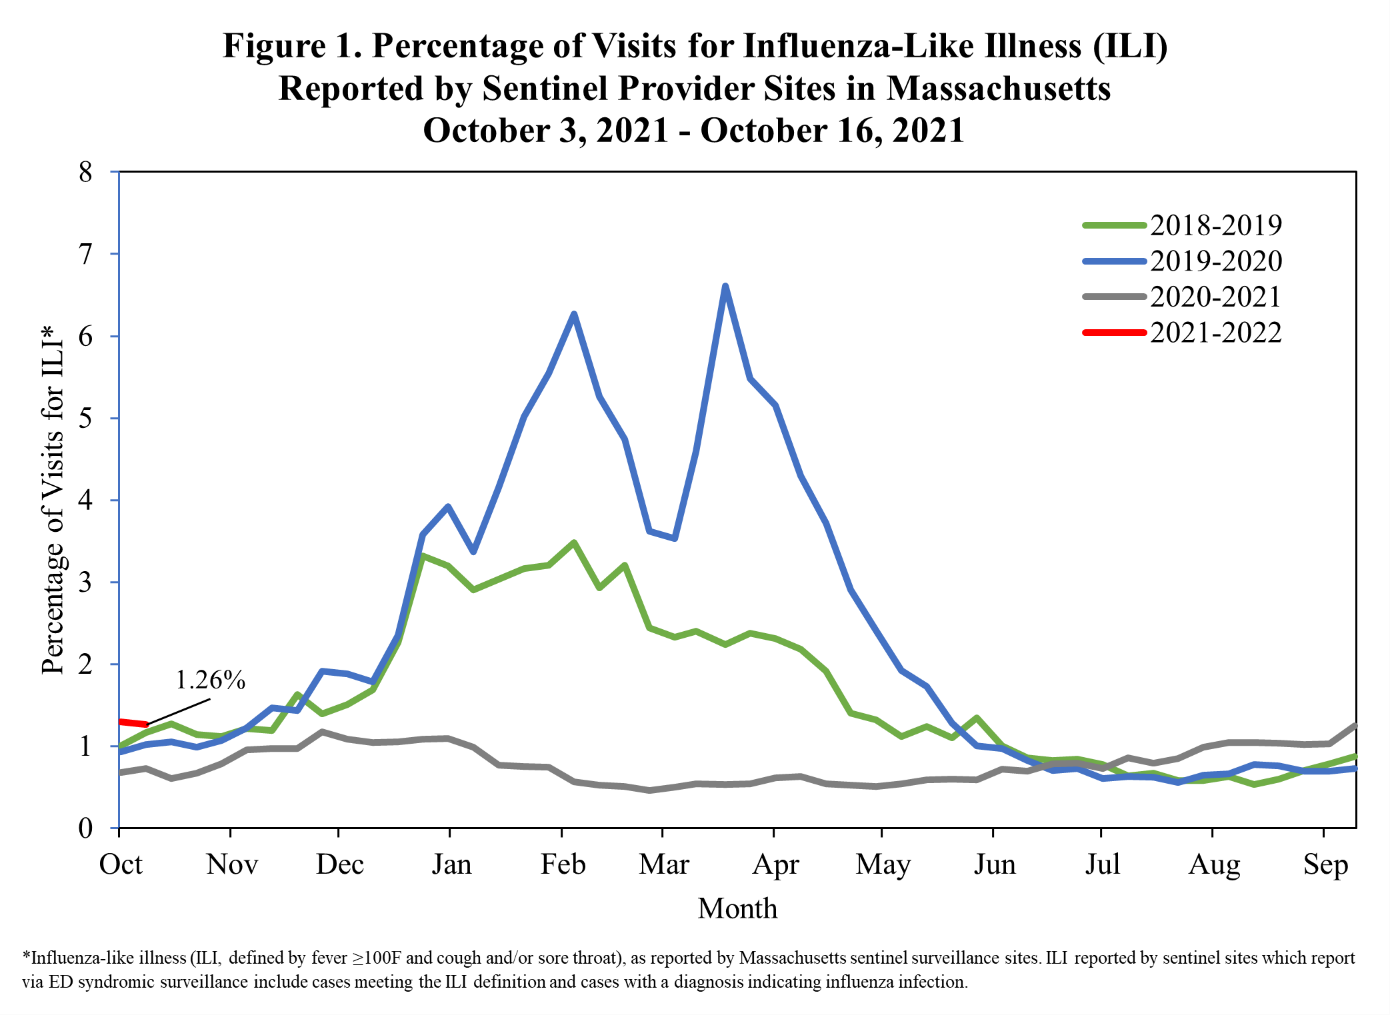 Figure 1. Percentage of Visits for Influenza-Like Illness (ILI)
Reported by Sentinel Provider Sites in Massachusetts
October 3, 2021 - October 16, 2021
8
7
6
5
4
3
2
1
0
Percentage of Visits for ILI*
2018-2019
2019-2020
2020-2021
2021-2022
1.26%
Oct Nov Dec Jan Feb Mar Apr May Jun Jul Aug Sep
Month
*Influenza-like illness (ILI, defined by fever ≥100F and cough and/or sore throat), as reported by Massachusetts sentinel surveillance sites. ILI reported by sentinel sites which report
via ED syndromic surveillance include cases meeting the ILI definition and cases with a diagnosis indicating influenza infection.